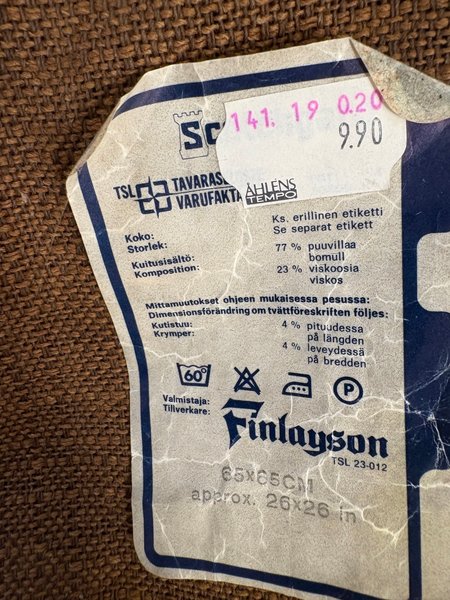 141. 19 0.20
9.90
SC
ÅHLÉNS
TEMPO
TSL TAVARAS
VARUFAKTA
Koko: Ks. erillinen etiketti
Storlek: Se separat etikett
Kuitusisältö: 77 % puuvillaa
Komposition: bomull
23 % viskoosia
viskos
Mittamuutokset ohjeen mukaisessa pesussa:
Dimensionsförändring om tvättföreskriften följes:
Kutistuu: 4 % pituudessa
Krymper: på längden
4 % leveydessä
på bredden
60° P
Valmistaja:
Tillverkare:
Finlayson
TSL 23-012
65x65CM
approx. 26x26 in